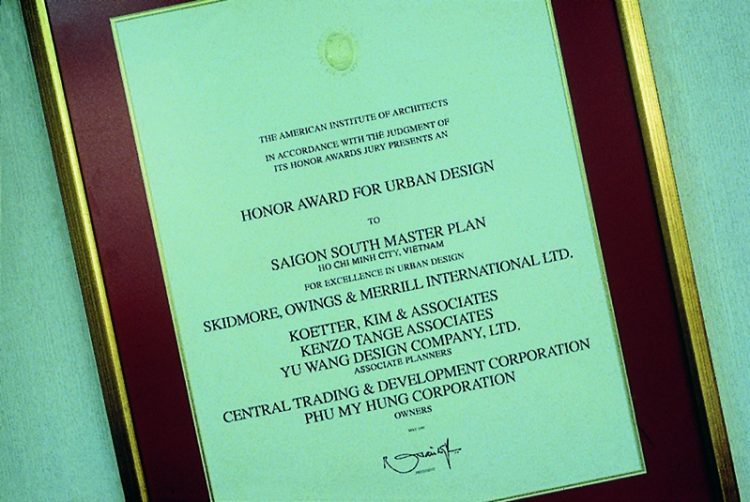 THE AMERICAN INSTITUTE OF ARCHITECTS
IN ACCORDANCE WITH THE JUDGMENT OF
ITS HONOR AWARDS JURY PRESENTS AN
HONOR AWARD FOR URBAN DESIGN
TO
SAIGON SOUTH MASTER PLAN
HO CHI MINH CITY, VIETNAM
FOR EXCELLENCE IN URBAN DESIGN
SKIDMORE, OWINGS & MERRILL INTERNATIONAL LTD.
KOETTER, KIM & ASSOCIATES
KENZO TANGE ASSOCIATES
YU WANG DESIGN COMPANY, LTD.
ASSOCIATE PLANNERS
CENTRAL TRADING & DEVELOPMENT CORPORATION
PHU MY HUNG CORPORATION
OWNERS
MAY
PRESIDENT